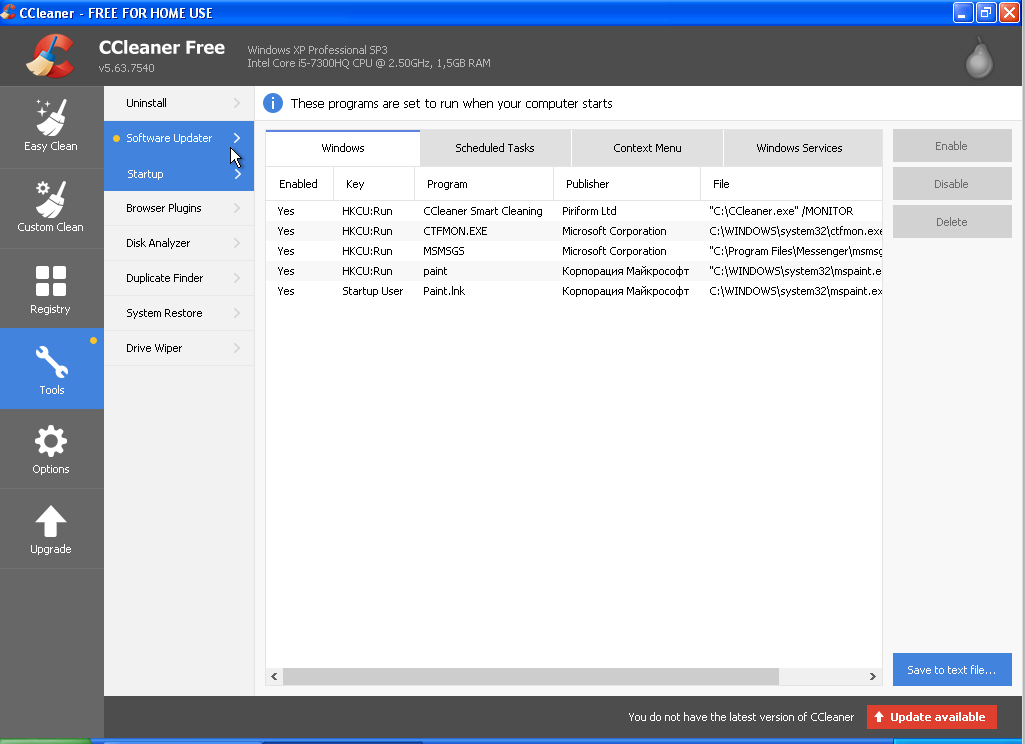 CCleaner - FREE FOR HOME USE
CCleaner Free
v5.63.7540
Windows XP Professional SP3
Intel Core i5-7300HQ CPU @ 2.50GHz, 1,5GB RAM
Easy Clean
Custom Clean
Registry
Tools
Options
Upgrade
Uninstall
Software Updater
Startup
Browser Plugins
Disk Analyzer
Duplicate Finder
System Restore
Drive Wiper
These programs are set to run when your computer starts
Windows Scheduled Tasks Context Menu Windows Services
Enabled Key Program Publisher File
Yes HKCU:Run CCleaner Smart Cleaning Piriform Ltd "C:\CCleaner.exe" /MONITOR
Yes HKCU:Run CTFMON.EXE Microsoft Corporation C:\WINDOWS\system32\ctfmon.exe
Yes HKCU:Run MSMSGS Microsoft Corporation "C:\Program Files\Messenger\msmsg
Yes HKCU:Run paint Корпорация Майкрософт "C:\WINDOWS\system32\mspaint.e
Yes Startup User Paint.lnk Корпорация Майкрософт C:\WINDOWS\system32\mspaint.ex
Enable
Disable
Delete
Save to text file...
You do not have the latest version of CCleaner
Update available